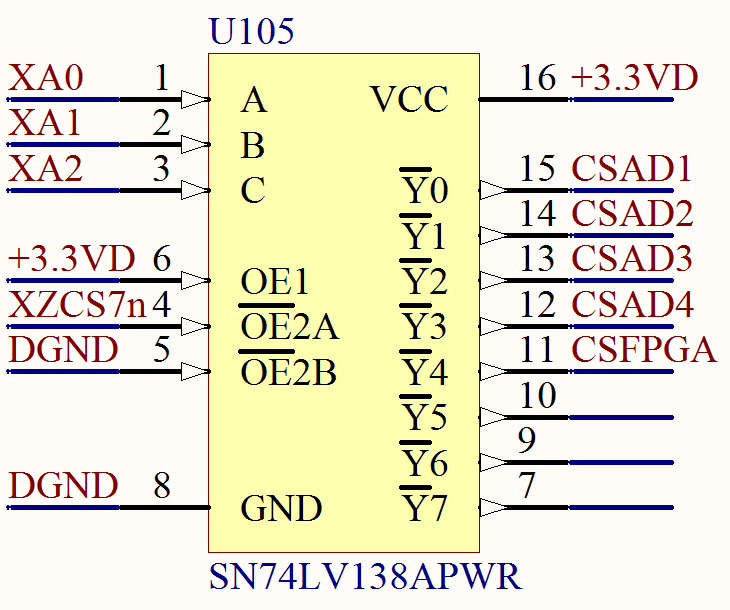 U105
XA0 1 A VCC 16 +3.3VD
XA1 2 B
XA2 3 C Y0 15 CSAD1
Y1 14 CSAD2
+3.3VD 6 OE1 Y2 13 CSAD3
XZCS7n 4 OE2A Y3 12 CSAD4
DGND 5 OE2B Y4 11 CSFPGA
Y5 10
Y6 9
DGND 8 GND Y7 7
SN74LV138APWR